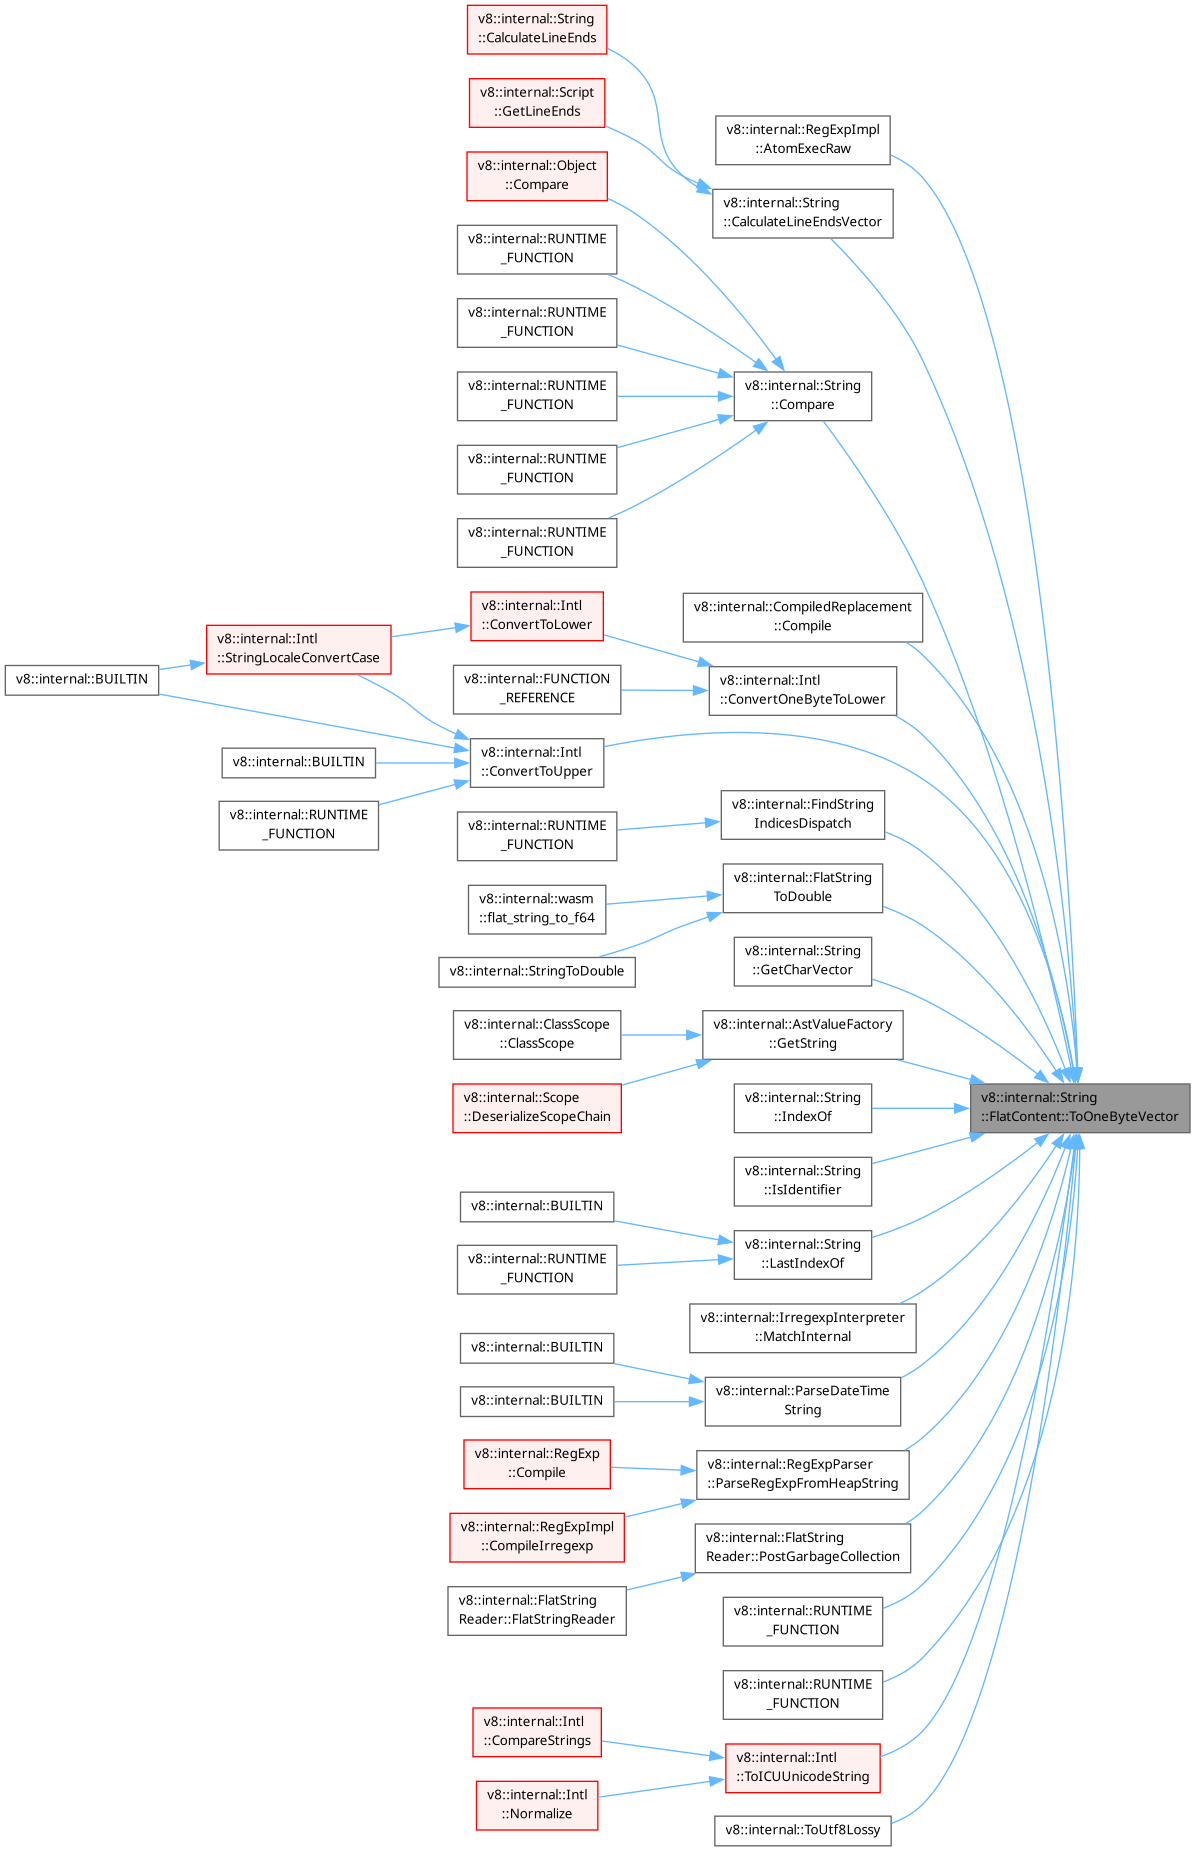 v8::internal::String
::CalculateLineEnds
v8::internal::Script
::GetLineEnds
v8::internal::RegExpImpl
::AtomExecRaw
v8::internal::Object
::Compare
v8::internal::String
::CalculateLineEndsVector
v8::internal::RUNTIME
_FUNCTION
v8::internal::RUNTIME
_FUNCTION
v8::internal::RUNTIME
_FUNCTION
v8::internal::String
::Compare
v8::internal::RUNTIME
_FUNCTION
v8::internal::RUNTIME
_FUNCTION
v8::internal::Intl
::ConvertToLower
v8::internal::CompiledReplacement
::Compile
v8::internal::Intl
::StringLocaleConvertCase
v8::internal::BUILTIN
v8::internal::FUNCTION
_REFERENCE
v8::internal::Intl
::ConvertOneByteToLower
v8::internal::BUILTIN
v8::internal::Intl
::ConvertToUpper
v8::internal::RUNTIME
_FUNCTION
v8::internal::RUNTIME
_FUNCTION
v8::internal::FindString
IndicesDispatch
v8::internal::wasm
::flat_string_to_f64
v8::internal::FlatString
ToDouble
v8::internal::StringToDouble
v8::internal::String
::GetCharVector
v8::internal::ClassScope
::ClassScope
v8::internal::AstValueFactory
::GetString
v8::internal::Scope
::DeserializeScopeChain
v8::internal::String
::IndexOf
v8::internal::String
::FlatContent::ToOneByteVector
v8::internal::String
::IsIdentifier
v8::internal::BUILTIN
v8::internal::RUNTIME
_FUNCTION
v8::internal::String
::LastIndexOf
v8::internal::IrregexpInterpreter
::MatchInternal
v8::internal::BUILTIN
v8::internal::BUILTIN
v8::internal::ParseDateTime
String
v8::internal::RegExp
::Compile
v8::internal::RegExpParser
::ParseRegExpFromHeapString
v8::internal::RegExpImpl
::CompileIrregexp
v8::internal::FlatString
Reader::PostGarbageCollection
v8::internal::FlatString
Reader::FlatStringReader
v8::internal::RUNTIME
_FUNCTION
v8::internal::RUNTIME
_FUNCTION
v8::internal::Intl
::CompareStrings
v8::internal::Intl
::ToICUUnicodeString
v8::internal::Intl
::Normalize
v8::internal::ToUtf8Lossy